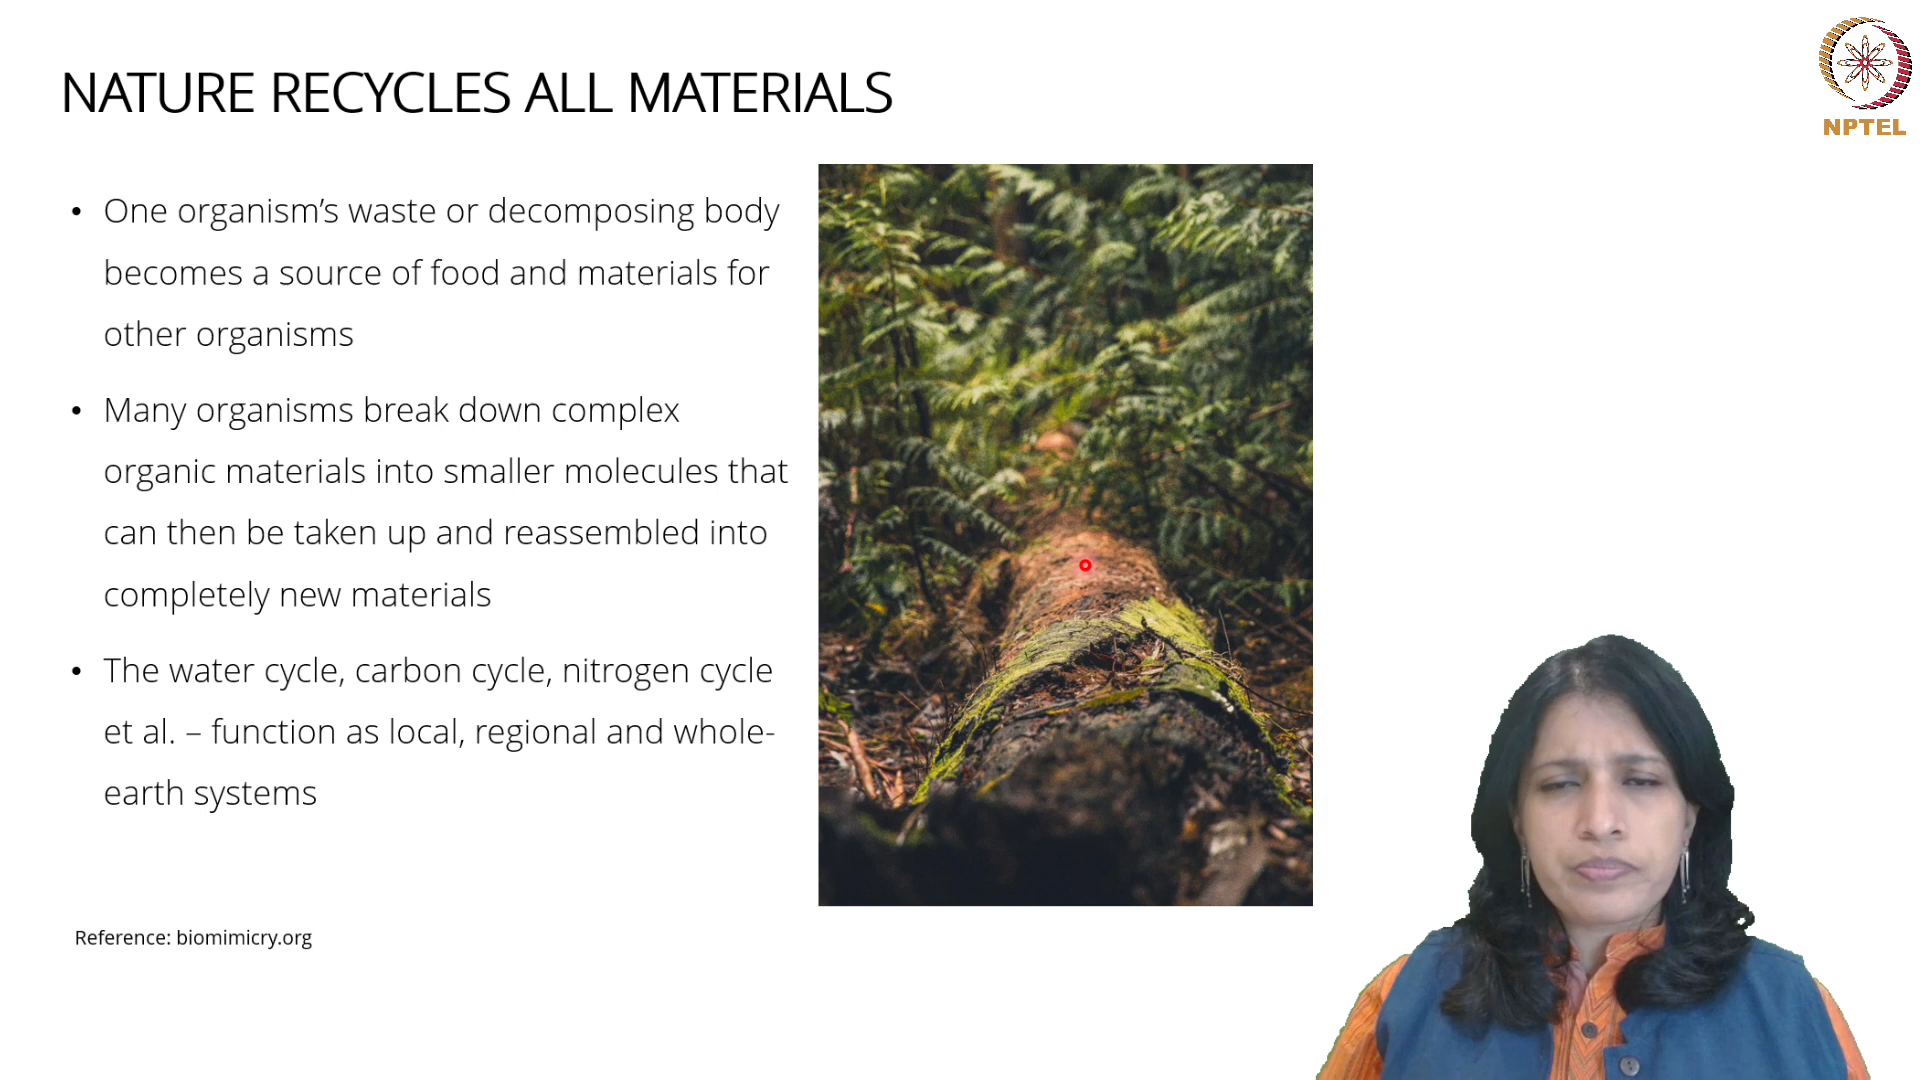 NATURE RECYCLES ALL MATERIALS
NPTEL
• One organism’s waste or decomposing body
becomes a source of food and materials for
other organisms
• Many organisms break down complex
organic materials into smaller molecules that
can then be taken up and reassembled into
completely new materials
• The water cycle, carbon cycle, nitrogen cycle
et al. – function as local, regional and whole-
earth systems
Reference: biomimicry.org